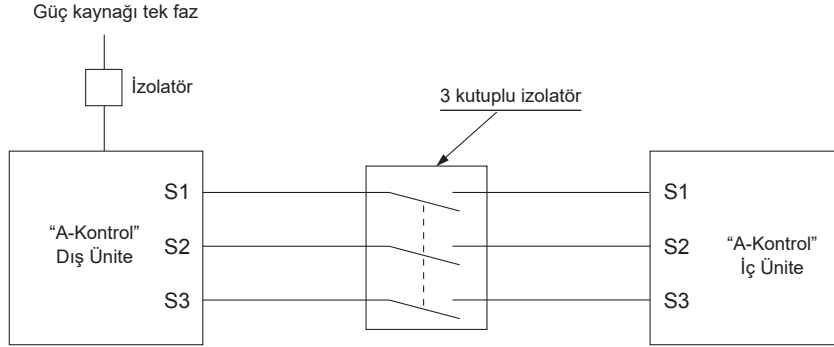 Güç kaynağı tek faz
İzolatör
3 kutuplu izolatör
S1
S1
"A-Kontrol"
Dış Ünite
S2
S2
"A-Kontrol"
İç Ünite
S3
S3